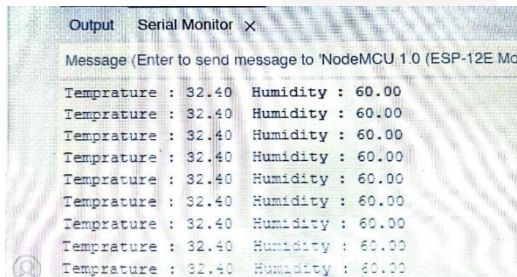 Output Serial Monitor ×
Message (Enter to send message to 'NodeMCU 1.0 (ESP-12E Mo
Temprature : 32.40 Humidity : 60.00
Temprature : 32.40 Humidity : 60.00
Temprature : 32.40 Humidity : 60.00
Temprature : 32.40 Humidity : 60.00
Temprature : 32.40 Humidity : 60.00
Temprature : 32.40 Humidity : 60.00
Temprature : 32.40 Humidity : 60.00
Temprature : 32.40 Humidity : 60.00
Temprature : 32.40 Humidity : 60.00